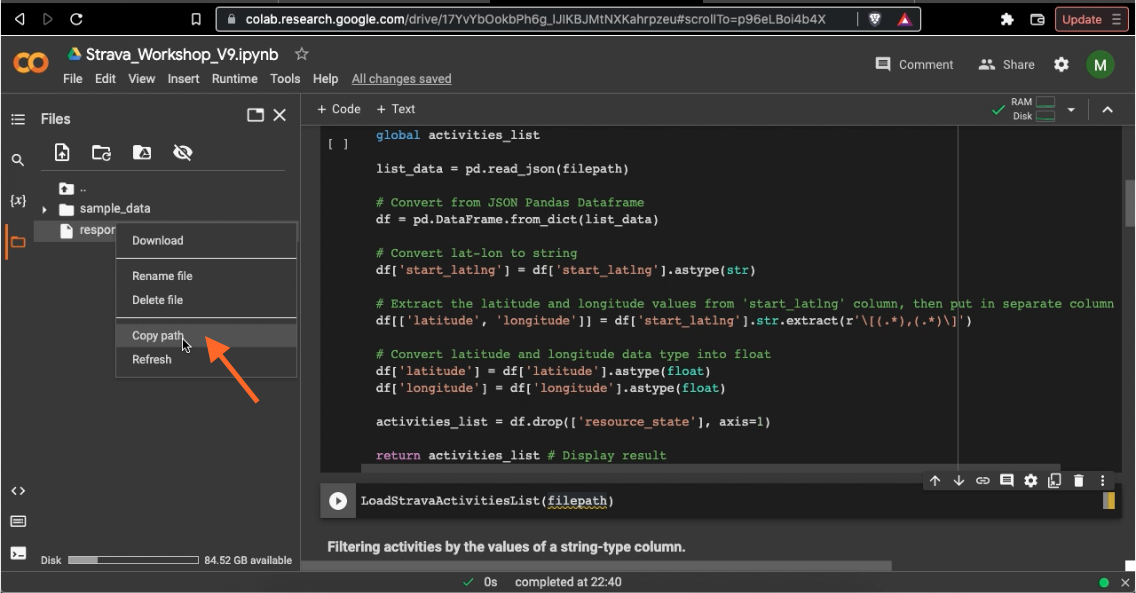 colab.research.google.com/drive/17YvYbOokbPh6g_IJIKBJMtNXKahrpzeu#scrollTo=p96eLBoi4b4X
Update
Strava_Workshop_V9.ipynb
File Edit View Insert Runtime Tools Help All changes saved
Comment
Share
M
Files
+ Code + Text
RAM
Disk
..
sample_data
respor
Download
Rename file
Delete file
Copy path
Refresh
{x}
[ ]
global activities_list
list_data = pd.read_json(filepath)
# Convert from JSON Pandas Dataframe
df = pd.DataFrame.from_dict(list_data)
# Convert lat-lon to string
df['start_latlng'] = df['start_latlng'].astype(str)
# Extract the latitude and longitude values from 'start_latlng' column, then put in separate column
df[['latitude', 'longitude']] = df['start_latlng'].str.extract(r'\[(.*),(.*)\]')
# Convert latitude and longitude data type into float
df['latitude'] = df['latitude'].astype(float)
df['longitude'] = df['longitude'].astype(float)
activities_list = df.drop(['resource_state'], axis=1)
return activities_list # Display result
LoadStravaActivitiesList(filepath)
Filtering activities by the values of a string-type column.
Disk 84.52 GB available
0s completed at 22:40